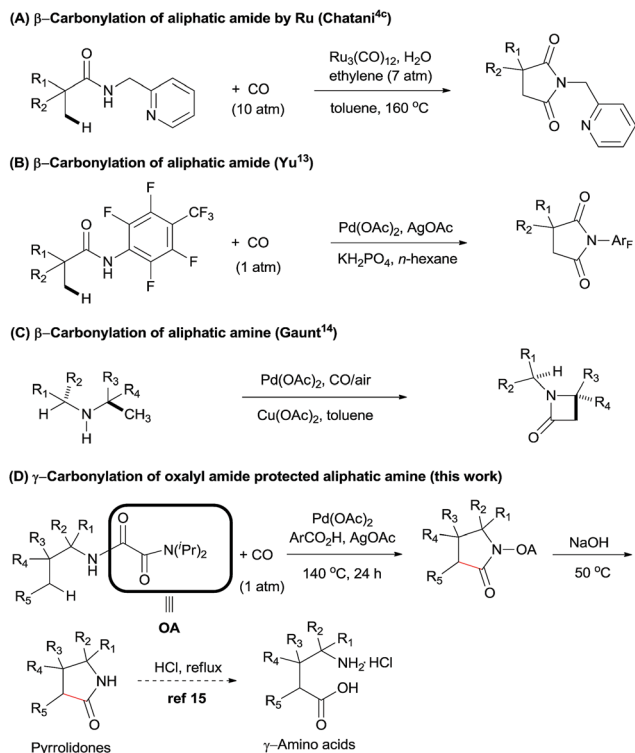 (A) β–Carbonylation of aliphatic amide by Ru (Chatani4c)
O
R1
R2
N
H
H
N
+ CO
(10 atm)
Ru3(CO)12, H2O
ethylene (7 atm)
toluene, 160 oC
R1
R2
O
N
O
N
(B) β–Carbonylation of aliphatic amide (Yu13)
F
F
CF3
O
R1
R2
N
H
H
F
F
+ CO
(1 atm)
Pd(OAc)2, AgOAc
KH2PO4, n-hexane
R1
R2
O
N–ArF
O
(C) β–Carbonylation of aliphatic amine (Gaunt14)
R1
R2
R3
R4
H
N
H
CH3
Pd(OAc)2, CO/air
Cu(OAc)2, toluene
R1
R2
H
N
R3
R4
O
(D) γ–Carbonylation of oxalyl amide protected aliphatic amine (this work)
R2
R1
R3
R4
N
H
O
N(iPr)2
O
R5
H
OA
+ CO
(1 atm)
Pd(OAc)2
ArCO2H, AgOAc
140 oC, 24 h
R2
R3
R1
R4
N–OA
R5
O
NaOH
50 oC
R2
R3
R1
R4
NH
R5
O
Pyrrolidones
HCl, reflux
ref 15
R2
R3
R1
R4
NH2·HCl
R5
OH
O
γ–Amino acids